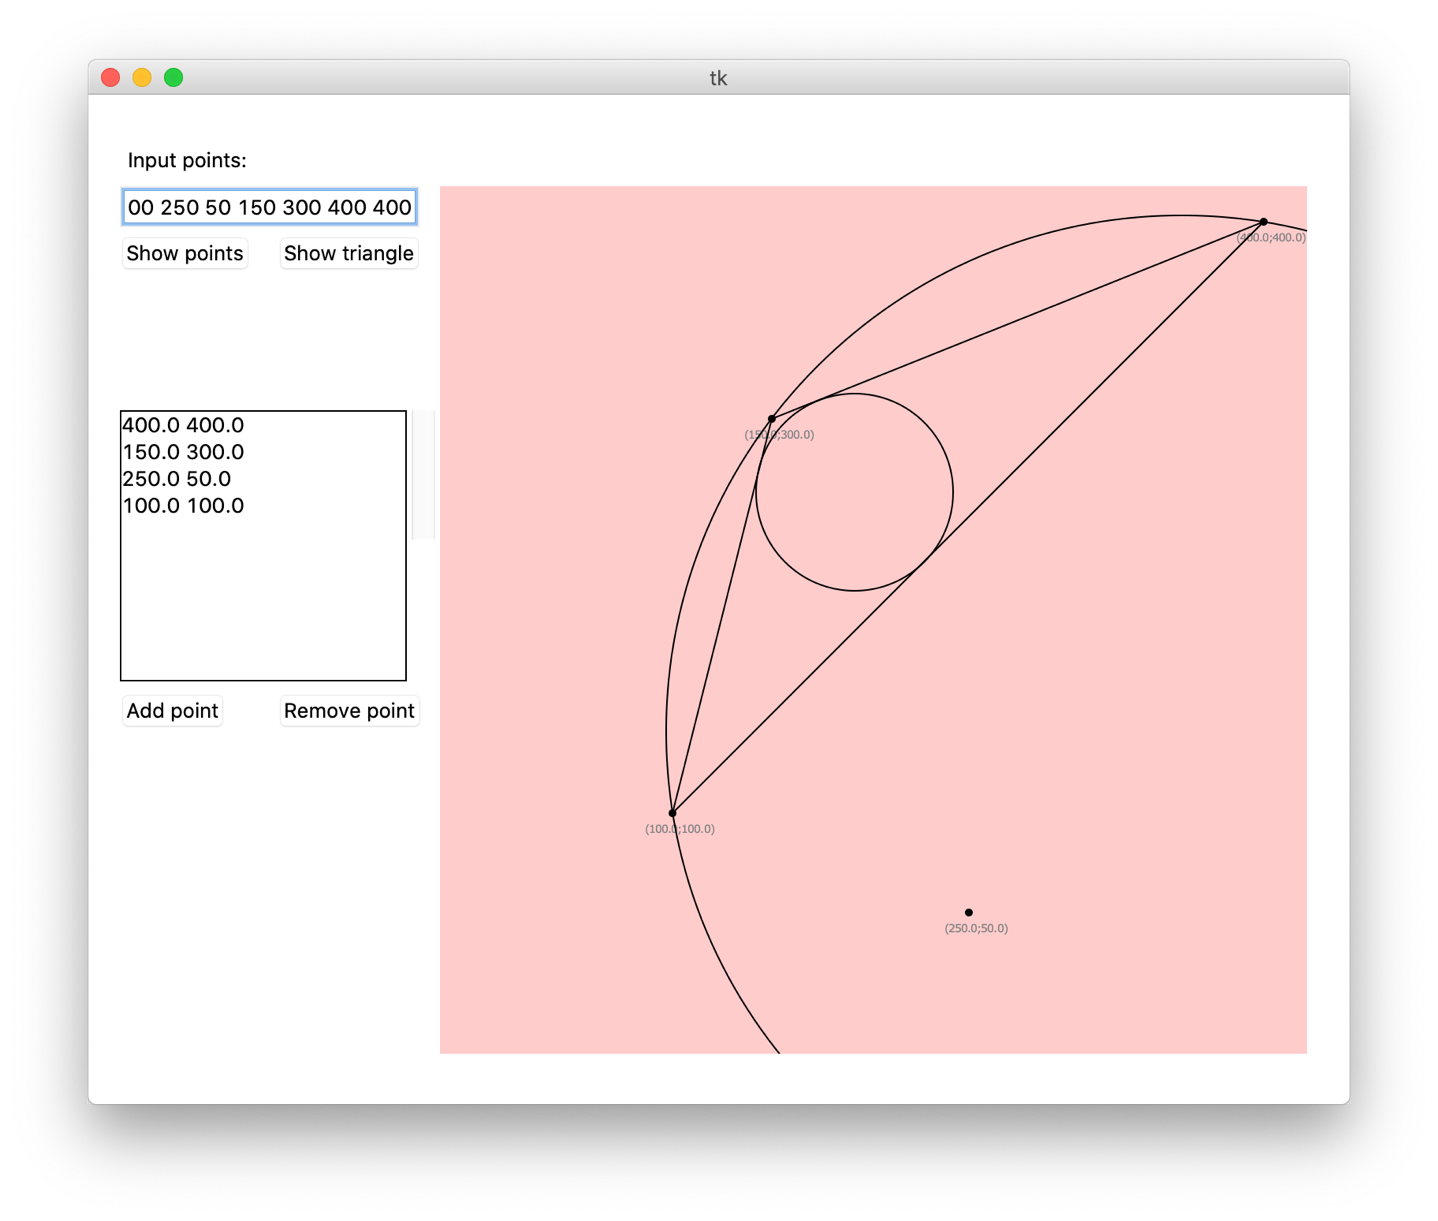 tk
Input points:
00 250 50 150 300 400 400
Show points
Show triangle
400.0 400.0
150.0 300.0
250.0 50.0
100.0 100.0
Add point
Remove point
(400.0;400.0)
(150.0;300.0)
(100.0;100.0)
(250.0;50.0)